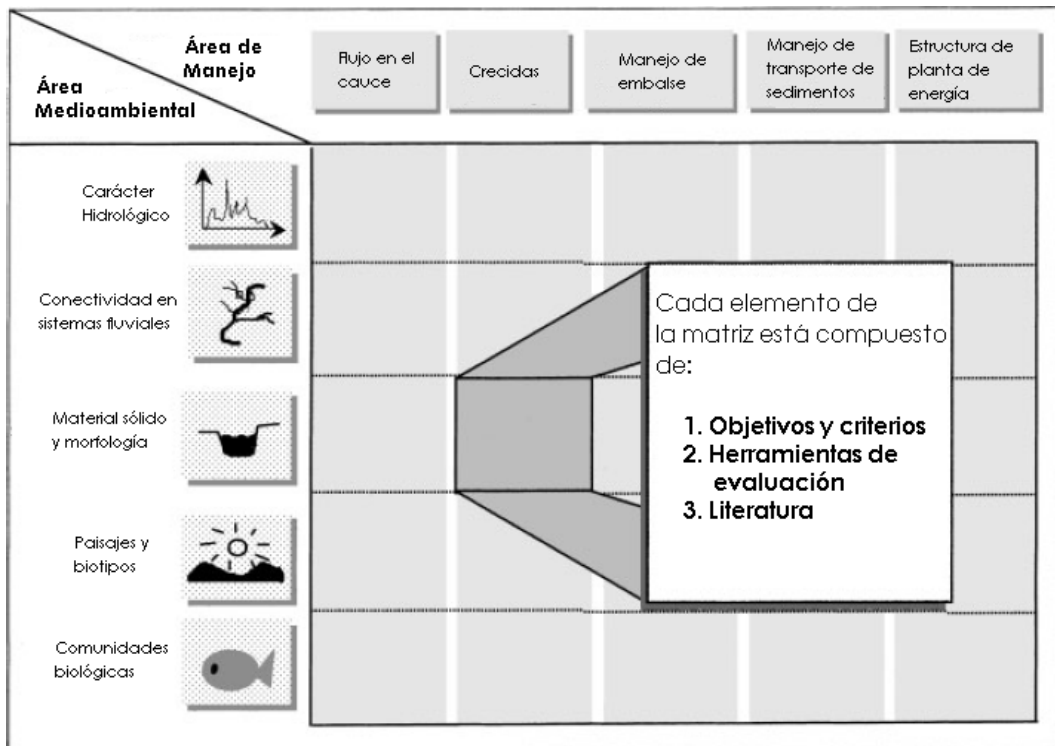 Área de
Manejo
Área
Medioambiental
Flujo en el
cauce
Crecidas
Manejo de
embalse
Manejo de
transporte de
sedimentos
Estructura de
planta de
energía
Carácter
Hidrológico
Conectividad en
sistemas fluviales
Material sólido
y morfología
Paisajes y
biotipos
Comunidades
biológicas
Cada elemento de
la matriz está compuesto
de:
1. Objetivos y criterios
2. Herramientas de
evaluación
3. Literatura